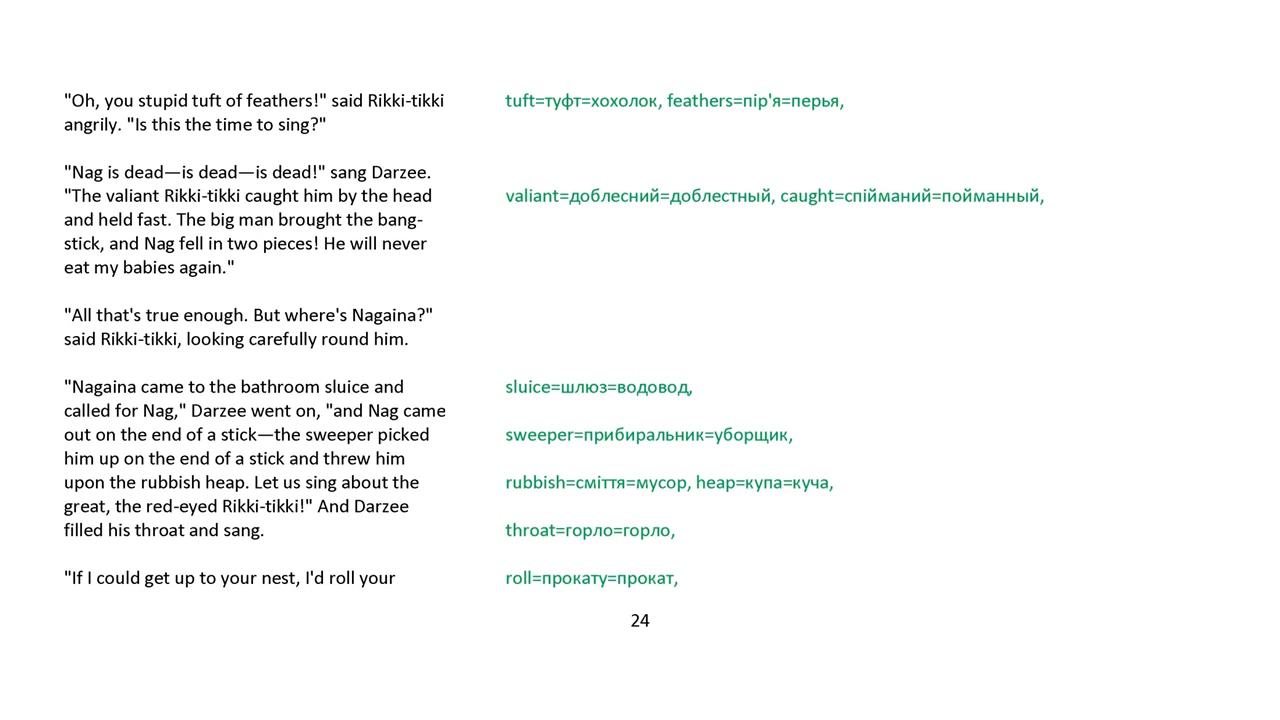 "Oh, you stupid tuft of feathers!" said Rikki-tikki
angrily. "Is this the time to sing?"
"Nag is dead—is dead—is dead!" sang Darzee.
"The valiant Rikki-tikki caught him by the head
and held fast. The big man brought the bang-
stick, and Nag fell in two pieces! He will never
eat my babies again."
"All that's true enough. But where's Nagaina?"
said Rikki-tikki, looking carefully round him.
"Nagaina came to the bathroom sluice and
called for Nag," Darzee went on, "and Nag came
out on the end of a stick—the sweeper picked
him up on the end of a stick and threw him
upon the rubbish heap. Let us sing about the
great, the red-eyed Rikki-tikki!" And Darzee
filled his throat and sang.
"If I could get up to your nest, I'd roll your
tuft=туфт=хохолок, feathers=пір'я=перья,
valiant=доблесний=доблестный, caught=спійманий=пойманный,
sluice=шлюз=водовод,
sweeper=прибиральник=уборщик,
rubbish=сміття=мусор, heap=купа=куча,
throat=горло=горло,
roll=прокату=прокат,
24